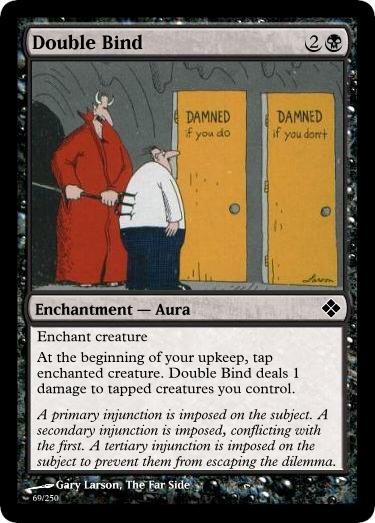 Double Bind 2
DAMNED
if you do
DAMNED
if you don't
Larson
Enchantment — Aura
Enchant creature
At the beginning of your upkeep, tap
enchanted creature. Double Bind deals 1
damage to tapped creatures you control.
A primary injunction is imposed on the subject. A
secondary injunction is imposed, conflicting with
the first. A tertiary injunction is imposed on the
subject to prevent them from escaping the dilemma.
Gary Larson, The Far Side
69/250